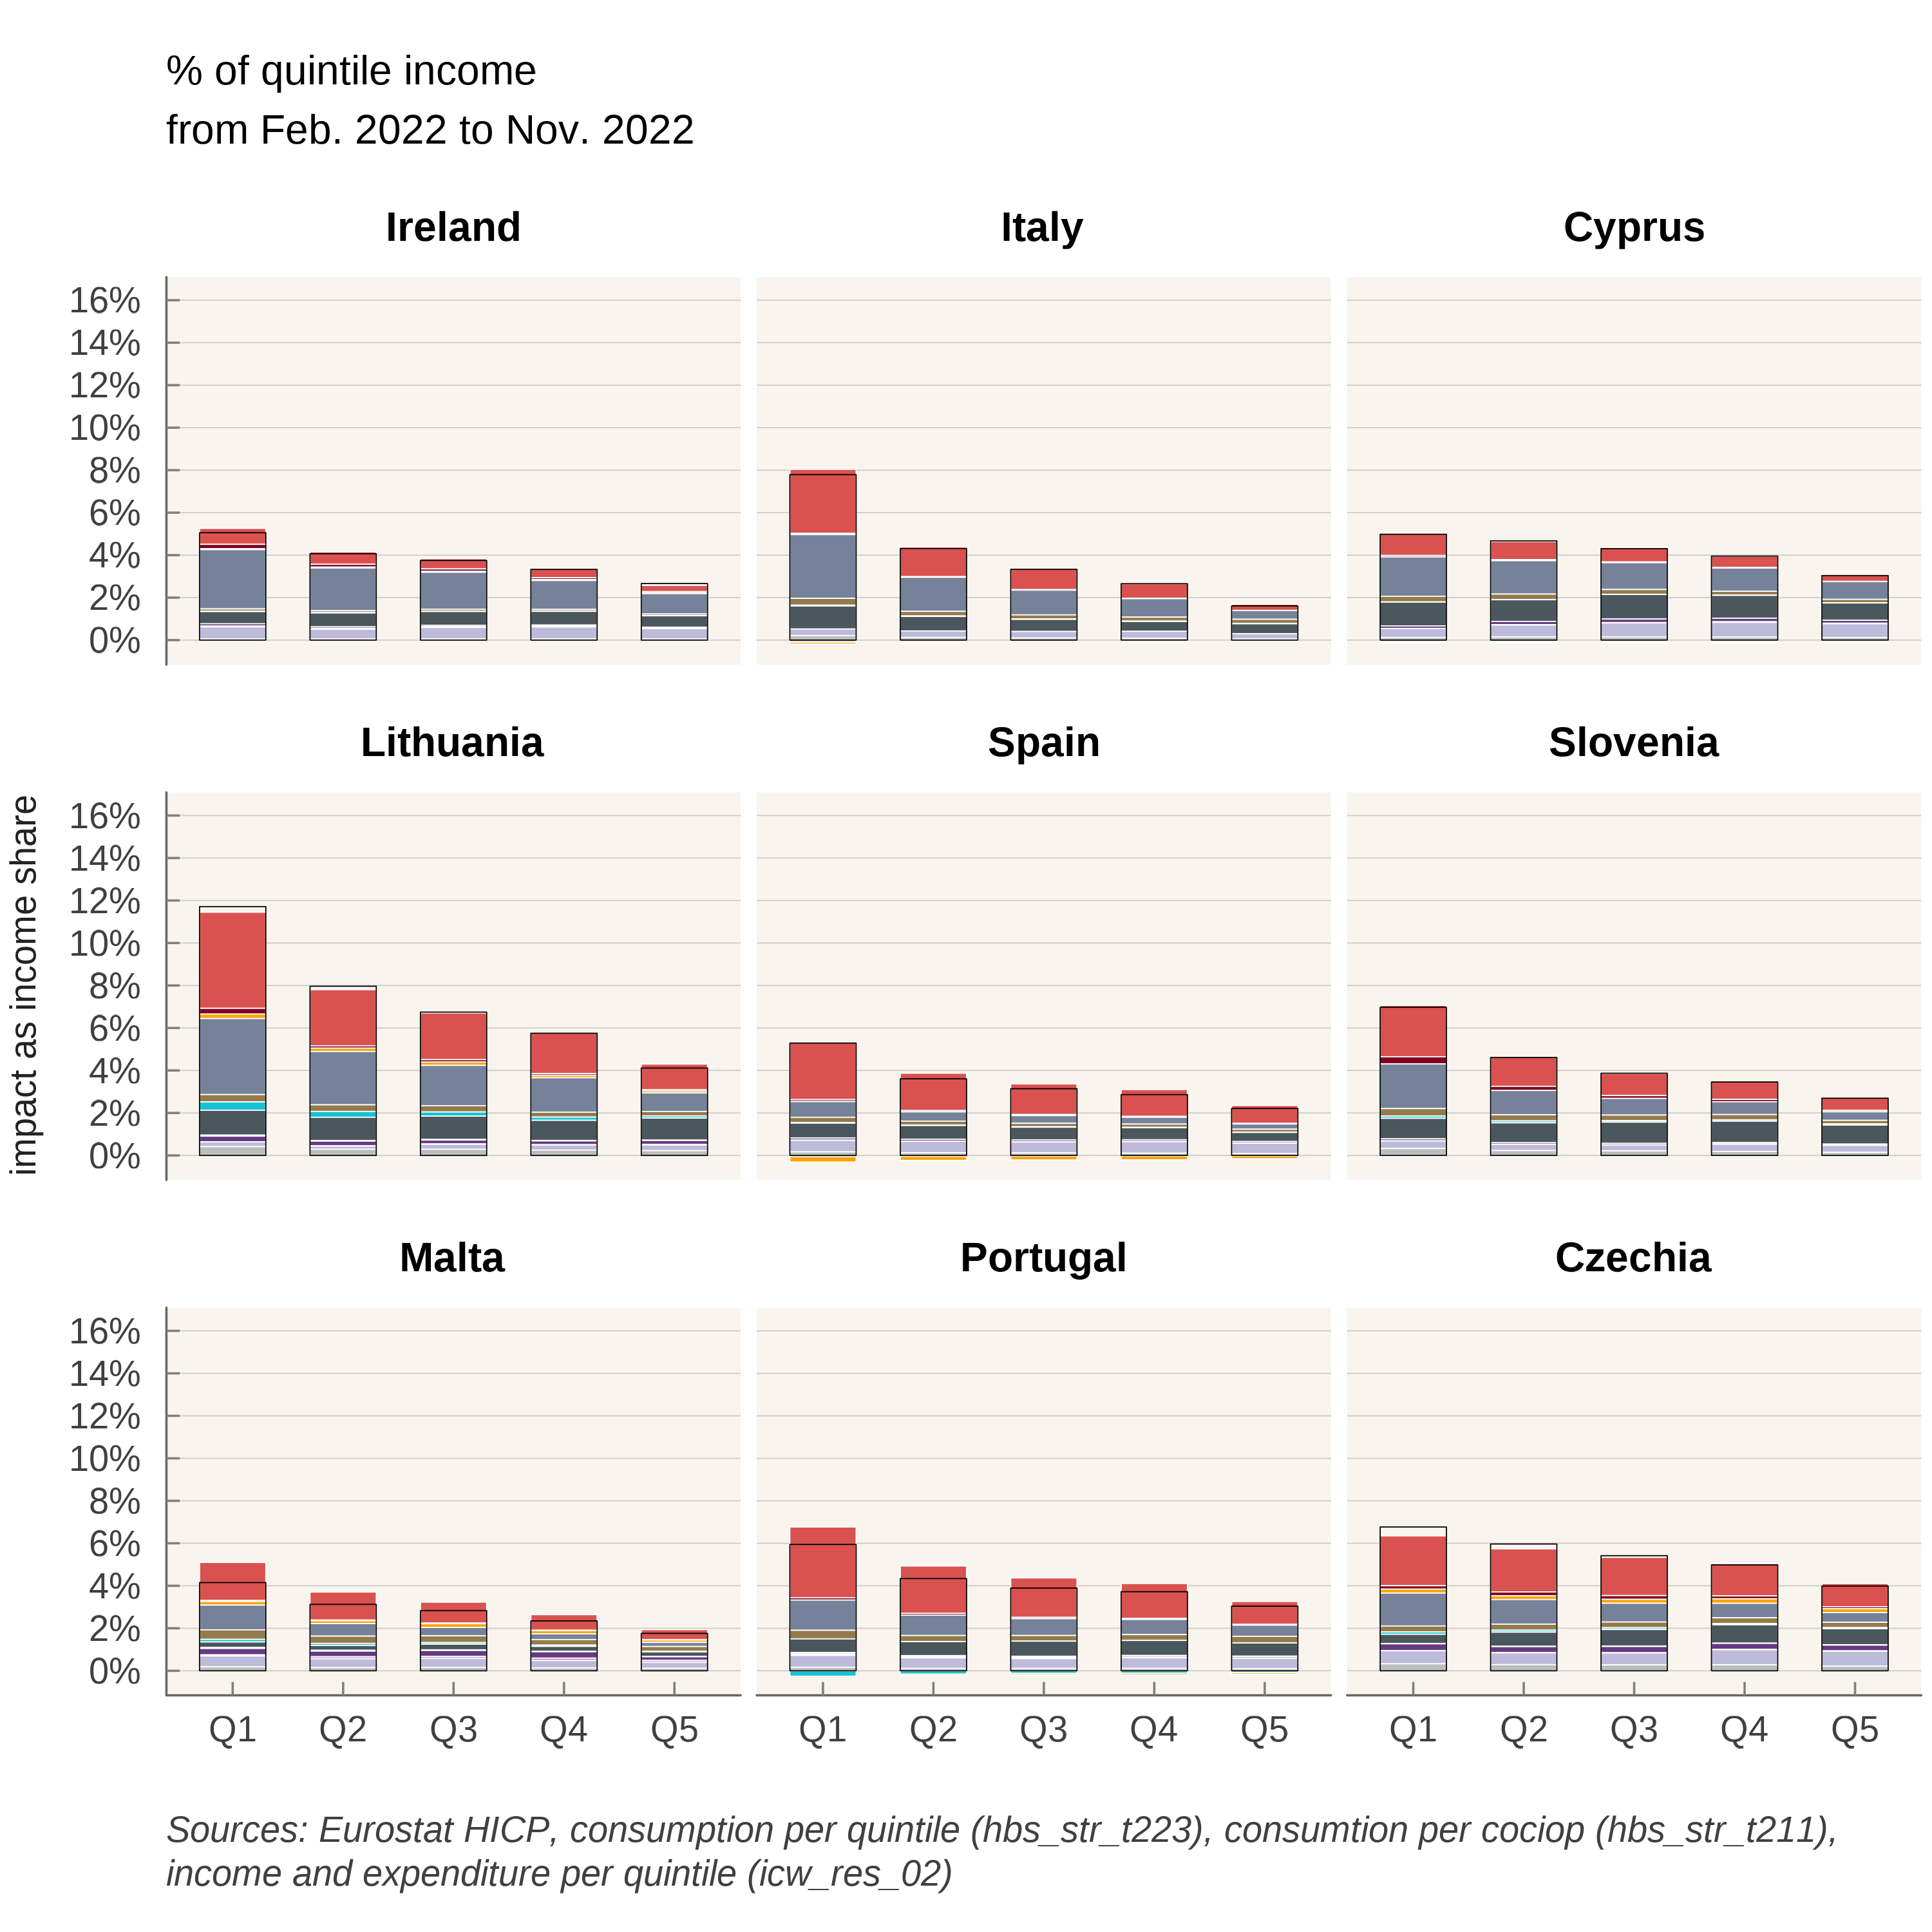 % of quintile income
from Feb. 2022 to Nov. 2022
Ireland
Italy
Cyprus
16%
14%
12%
10%
8%
6%
4%
2%
0%
Lithuania
Spain
Slovenia
impact as income share
16%
14%
12%
10%
8%
6%
4%
2%
0%
Malta
Portugal
Czechia
16%
14%
12%
10%
8%
6%
4%
2%
0%
Q1 Q2 Q3 Q4 Q5 Q1 Q2 Q3 Q4 Q5 Q1 Q2 Q3 Q4 Q5
Sources: Eurostat HICP, consumption per quintile (hbs_str_t223), consumtion per cociop (hbs_str_t211),
income and expenditure per quintile (icw_res_02)